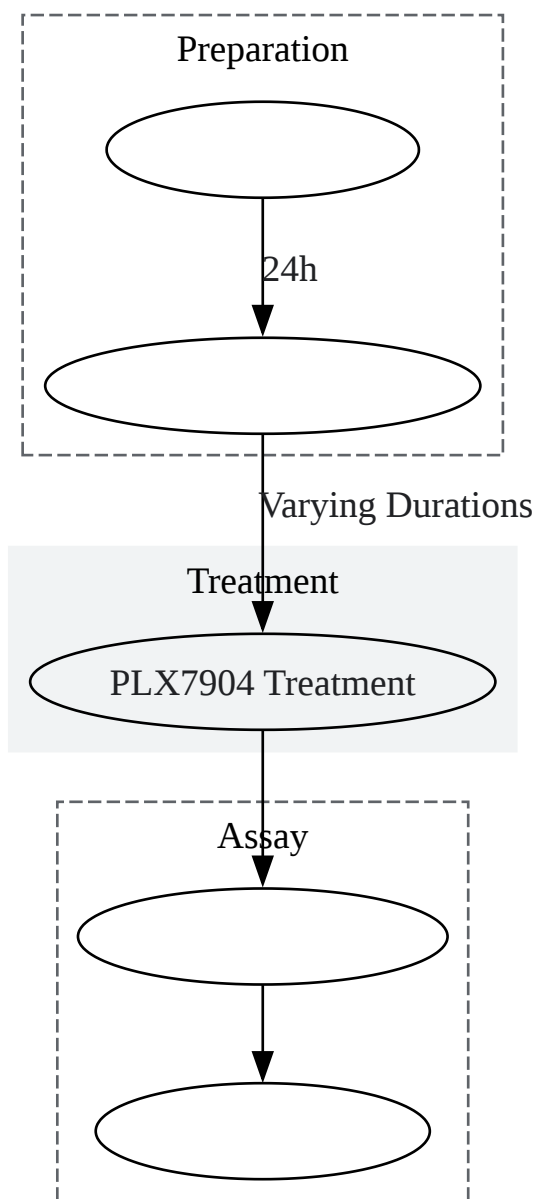 Preparation
24h
Varying Durations
Treatment
PLX7904 Treatment
Assay